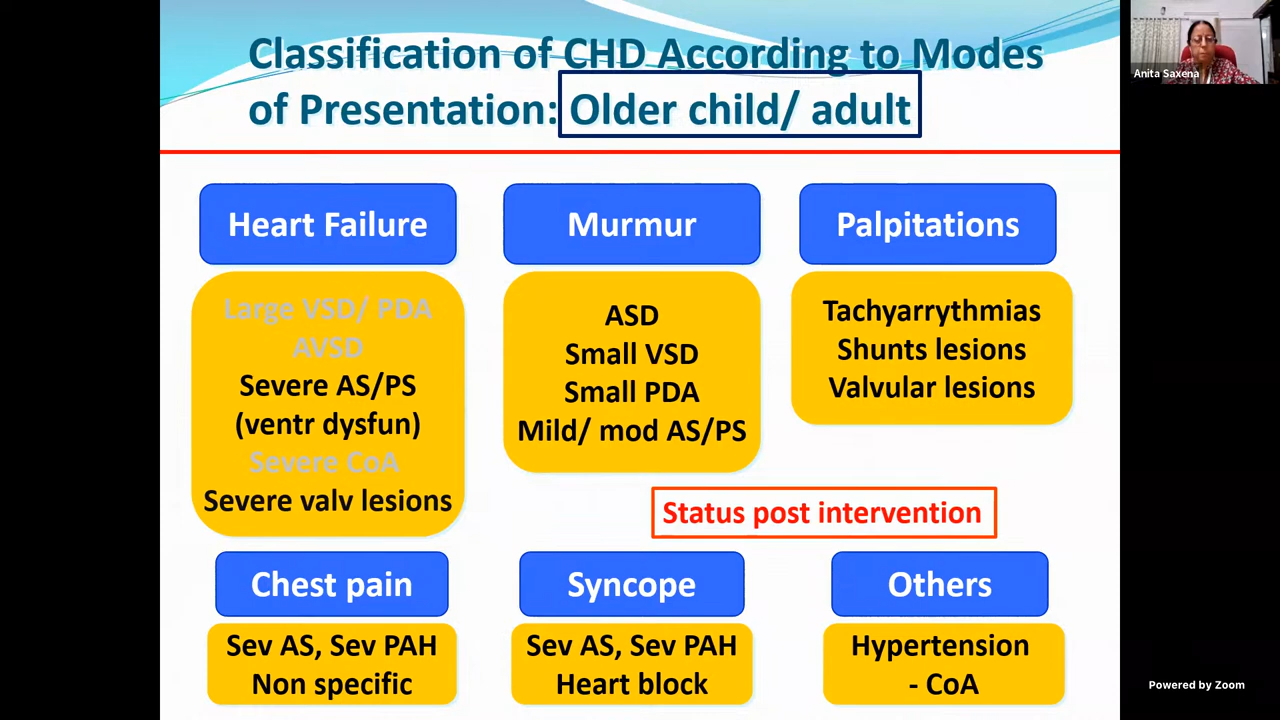 Classification of CHD According to Modes
of Presentation: Older child/ adult
Anita Saxena
Heart Failure
Large VSD/ PDA
AVSD
Severe AS/PS
(ventr dysfun)
Severe CoA
Severe valv lesions
Murmur
ASD
Small VSD
Small PDA
Mild/ mod AS/PS
Palpitations
Tachyarrythmias
Shunts lesions
Valvular lesions
Status post intervention
Chest pain
Sev AS, Sev PAH
Non specific
Syncope
Sev AS, Sev PAH
Heart block
Others
Hypertension
- CoA
Powered by Zoom